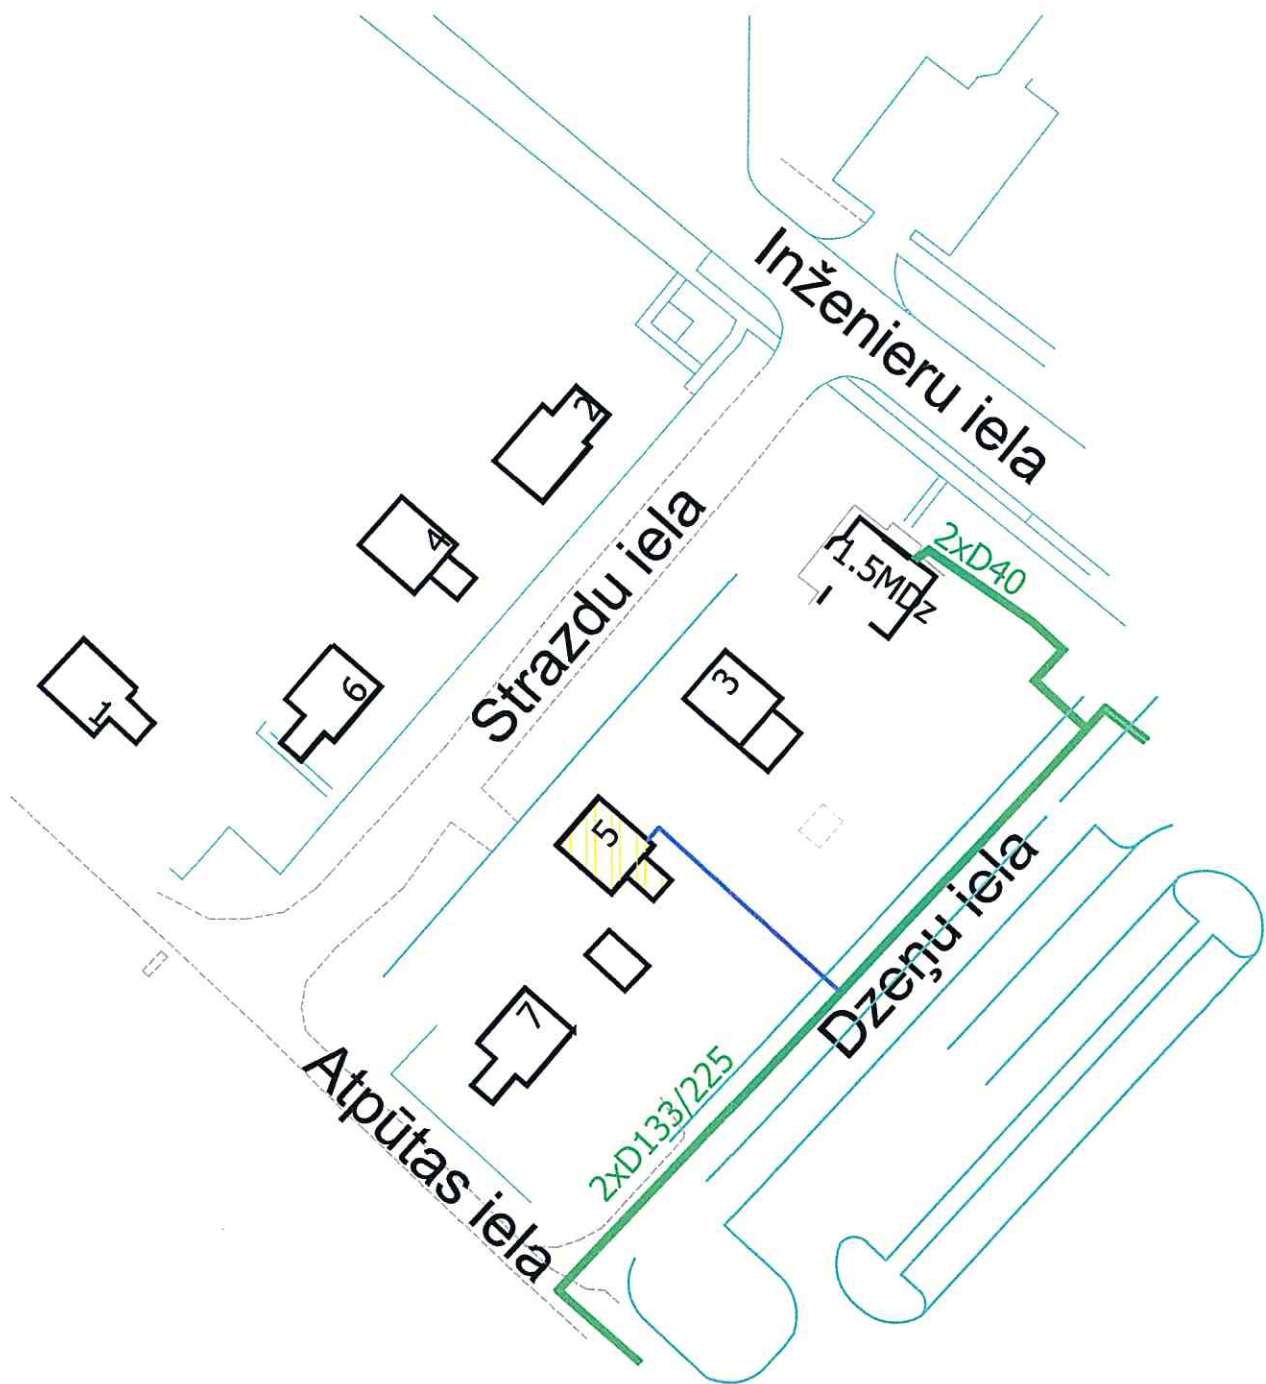 Inženieru iela
2
4
Strazdu iela
2xD40
1.5MDz
3
6
1
5
Dzeņu iela
7
Atpūtas iela
2xD133/225